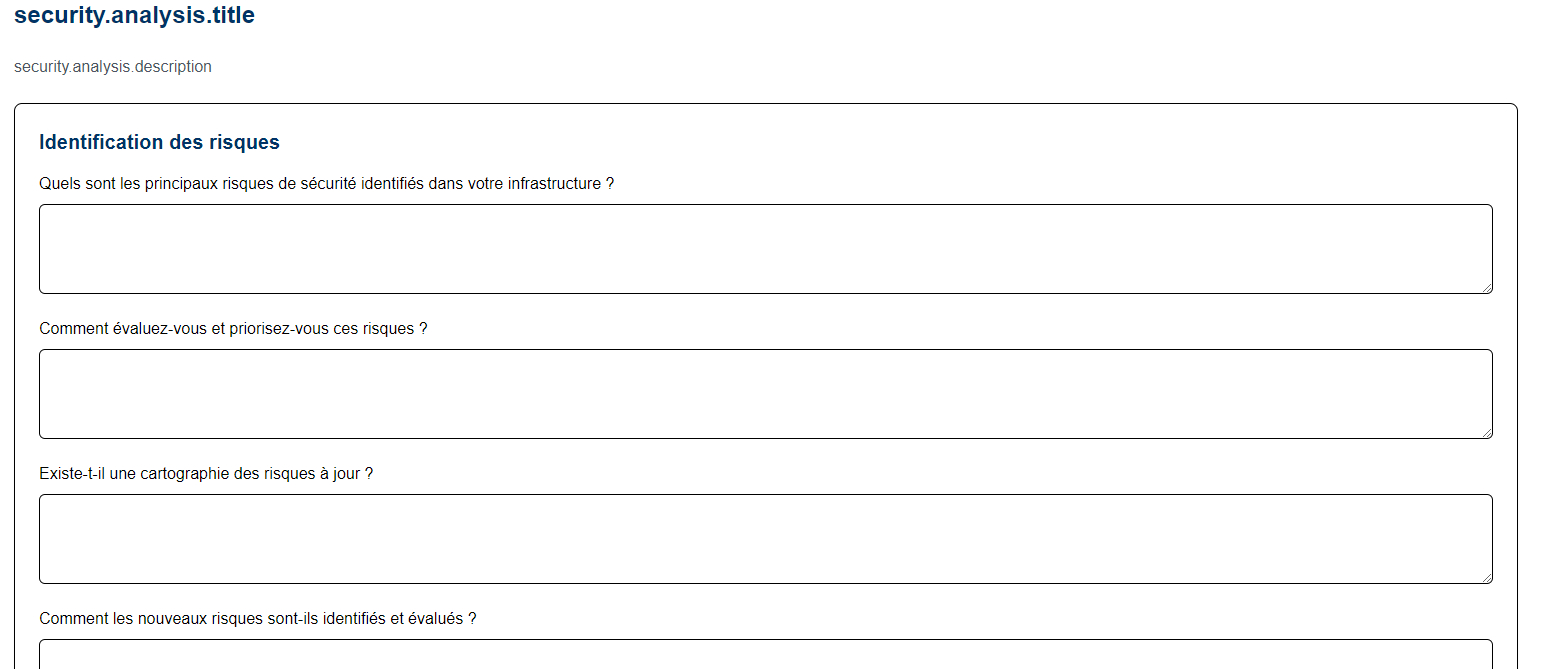 security.analysis.title
security.analysis.description
Identification des risques
Quels sont les principaux risques de sécurité identifiés dans votre infrastructure ?
Comment évaluez-vous et priorisez-vous ces risques ?
Existe-t-il une cartographie des risques à jour ?
Comment les nouveaux risques sont-ils identifiés et évalués ?